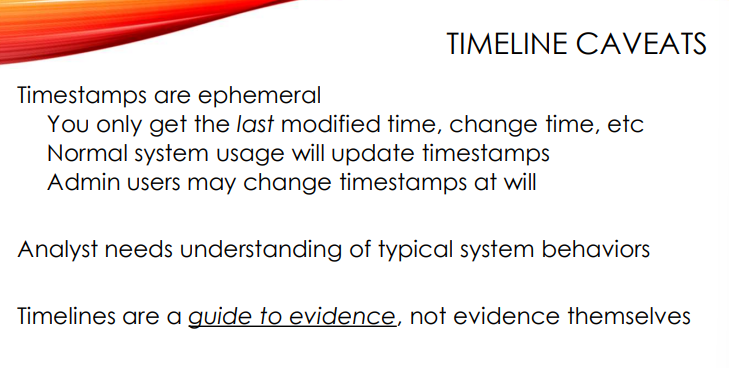 TIMELINE CAVEATS
Timestamps are ephemeral
You only get the last modified time, change time, etc
Normal system usage will update timestamps
Admin users may change timestamps at will
Analyst needs understanding of typical system behaviors
Timelines are a guide to evidence, not evidence themselves